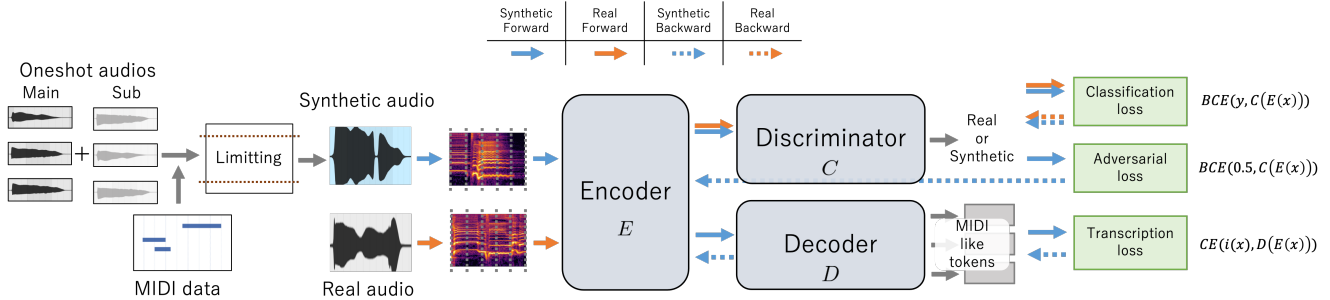 Synthetic Forward
Real Forward
Synthetic Backward
Real Backward
Oneshot audios
Main
Sub
+
Limitting
MIDI data
Synthetic audio
Real audio
Encoder
E
Discriminator
C
Decoder
D
Real
or
Synthetic
MIDI
like
tokens
Classification
loss
BCE(y, C(E(x)))
Adversarial
loss
BCE(0.5, C(E(x)))
Transcription
loss
CE(i(x), D(E(x)))